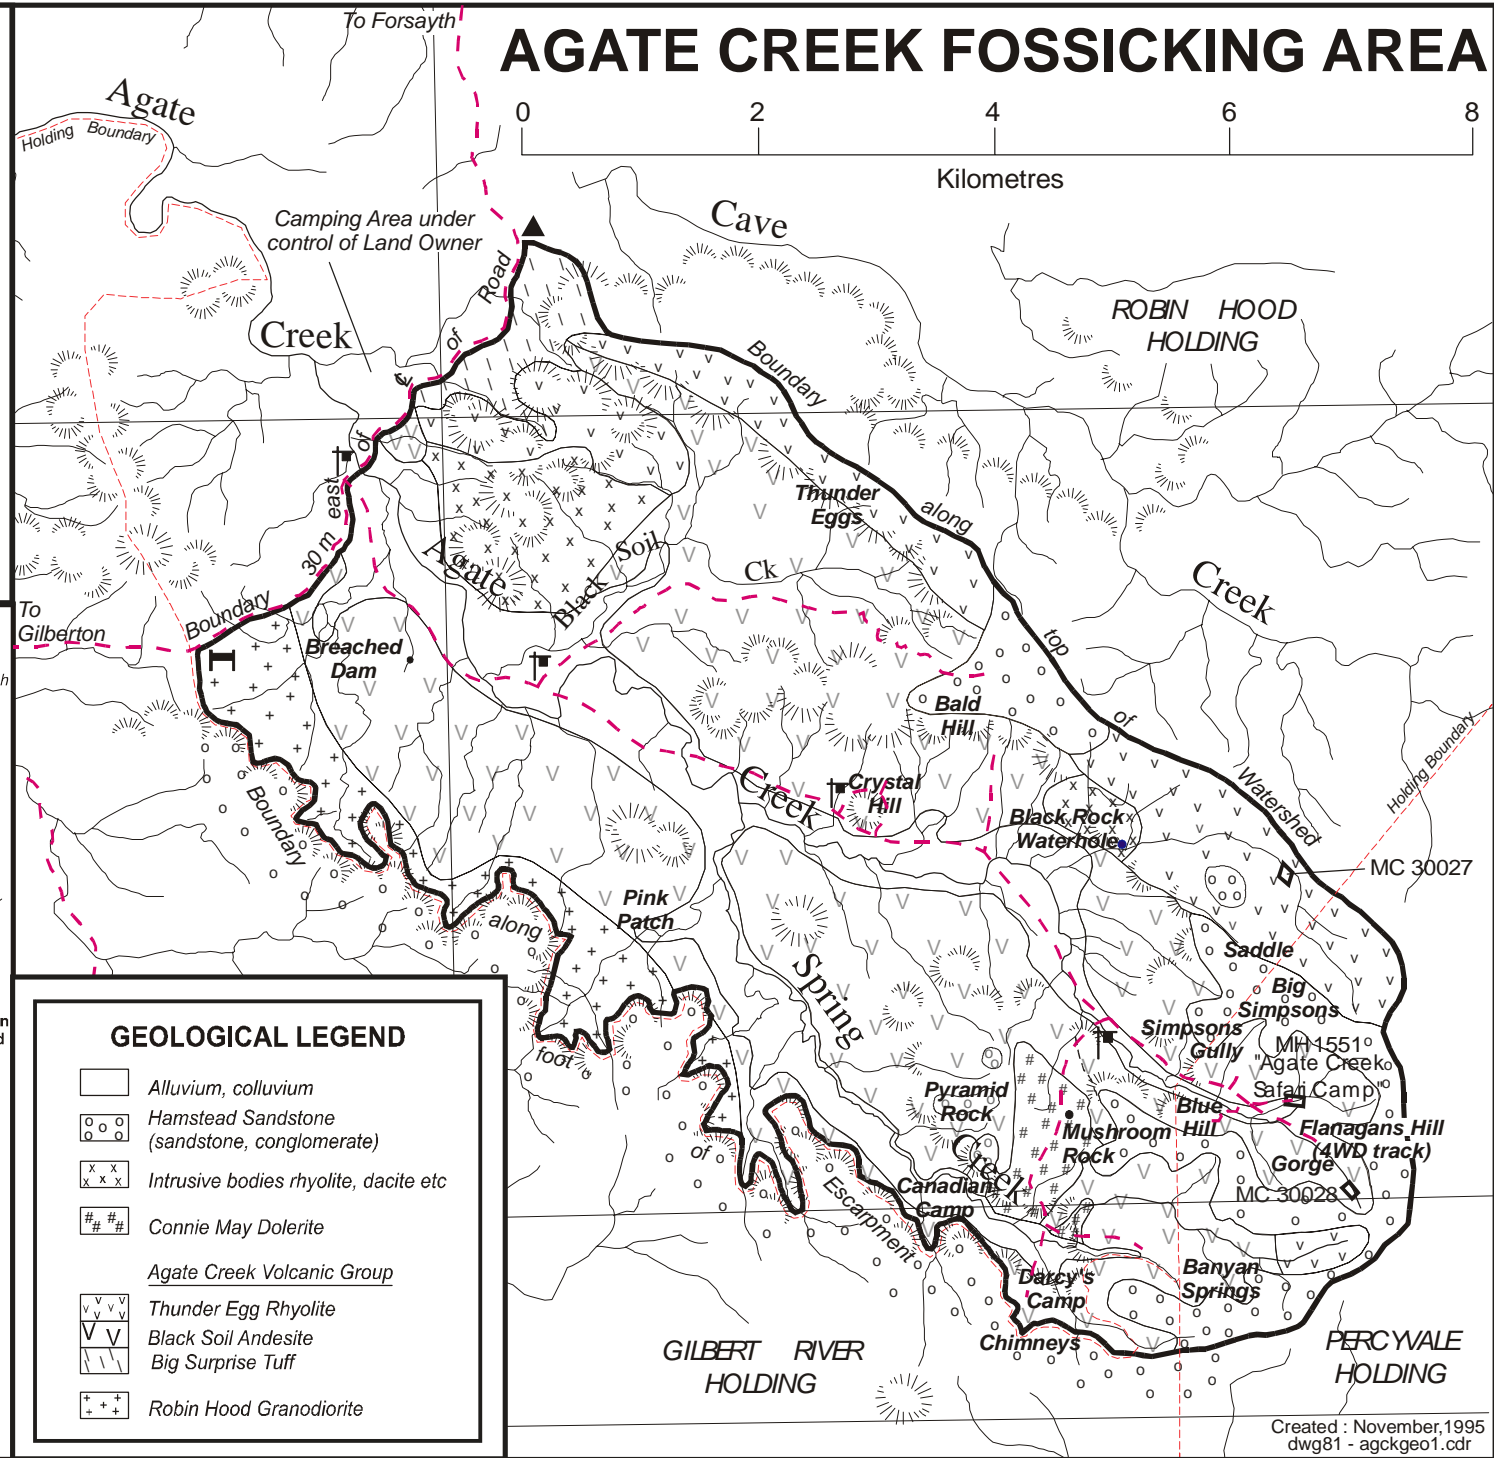 To Forsayth
AGATE CREEK FOSSICKING AREA
0 2 4 6 8
Kilometres
Agate
Holding Boundary
Camping Area under
control of Land Owner
Cave
Road
of
ROBIN HOOD
HOLDING
Creek
Boundary
℄
of
east
30 m
Boundary
Thunder
Eggs
along
Agate
Black Soil
Ck
Creek
To
Gilberton
h
top
Breached
Dam
Bald
Hill
of
Watershed
Holding Boundary
Creek
Crystal
Hill
Boundary
Black Rock
Waterhole
MC 30027
Pink
Patch
along
Saddle
Spring
Big
Simpsons
Simpsons
Gully
MH 1551
"Agate Creek
Safari Camp"
n
d
foot
Pyramid
Rock
Blue
Hill
Mushroom
Rock
Flanagans Hill
(4WD track)
Creek
of
Gorge
Escarpment
Canadian
Camp
MC 30028
Banyan
Springs
Darcy's
Camp
Chimneys
GILBERT RIVER
HOLDING
PERCYVALE
HOLDING
Created : November,1995
dwg81 - agckgeo1.cdr
GEOLOGICAL LEGEND
Alluvium, colluvium
Hamstead Sandstone
(sandstone, conglomerate)
Intrusive bodies rhyolite, dacite etc
Connie May Dolerite
Agate Creek Volcanic Group
Thunder Egg Rhyolite
Black Soil Andesite
Big Surprise Tuff
Robin Hood Granodiorite